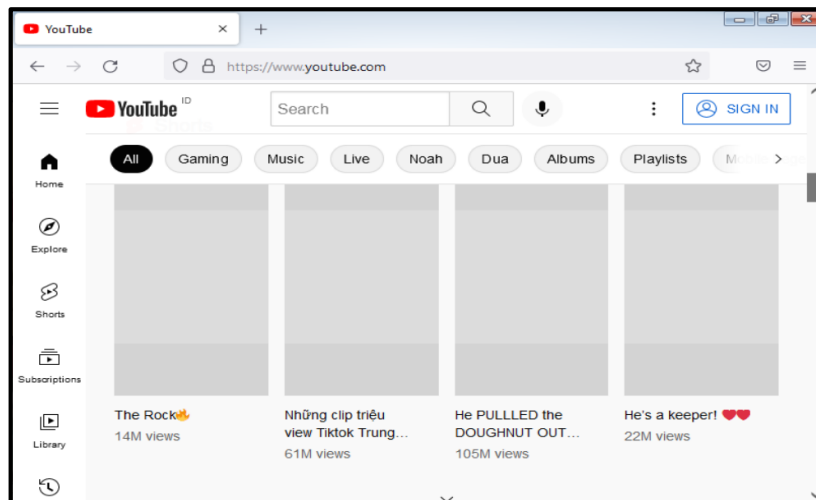 YouTube
https://www.youtube.com
YouTube ID
Search
SIGN IN
All Gaming Music Live Noah Dua Albums Playlists
Home
Explore
Shorts
Subscriptions
Library
The Rock🔥
14M views
Những clip triệu
view Tiktok Trung...
61M views
He PULLLED the
DOUGHNUT OUT...
105M views
He's a keeper! ❤❤
22M views